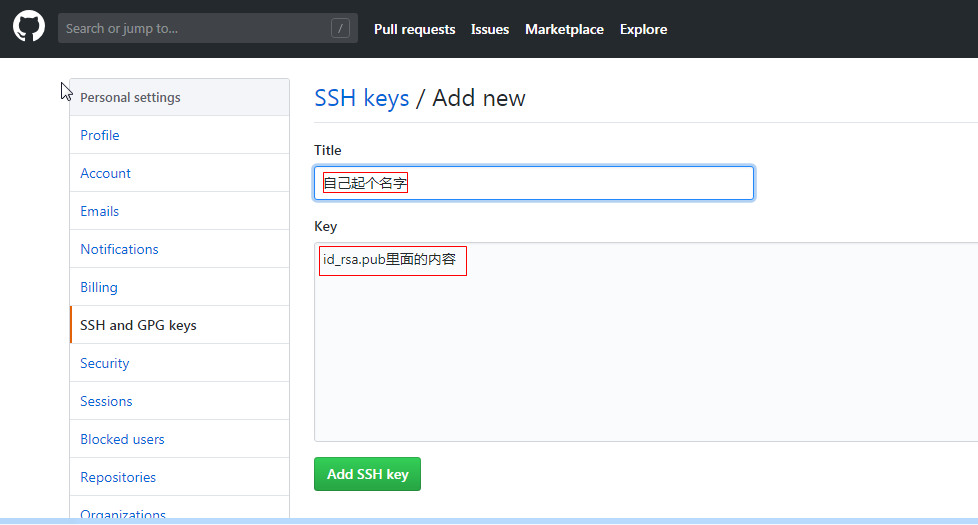 Search or jump to... /
Pull requests Issues Marketplace Explore
Personal settings
Profile
Account
Emails
Notifications
Billing
SSH and GPG keys
Security
Sessions
Blocked users
Repositories
Organizations
SSH keys / Add new
Title
自己起个名字
Key
id_rsa.pub里面的内容
Add SSH key